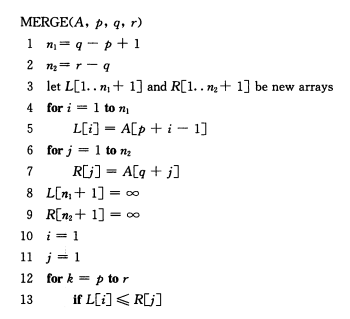 MERGE(A, p, q, r)
1 n₁ = q − p + 1
2 n₂ = r − q
3 let L[1..n₁ + 1] and R[1..n₂ + 1] be new arrays
4 for i = 1 to n₁
5 L[i] = A[p + i − 1]
6 for j = 1 to n₂
7 R[j] = A[q + j]
8 L[n₁ + 1] = ∞
9 R[n₂ + 1] = ∞
10 i = 1
11 j = 1
12 for k = p to r
13 if L[i] ⩽ R[j]